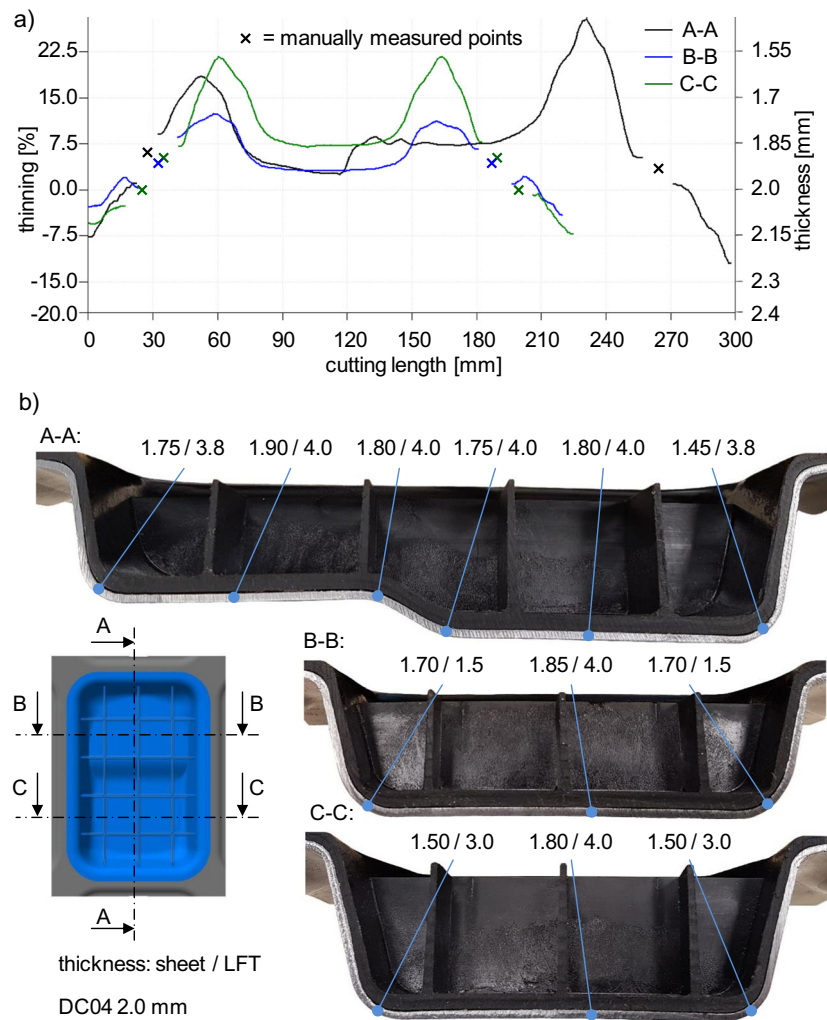 a)
× = manually measured points
A-A
B-B
C-C
thinning [%]
22.5
15.0
7.5
0.0
-7.5
-15.0
-20.0
thickness [mm]
1.55
1.7
1.85
2.0
2.15
2.3
2.4
0 30 60 90 120 150 180 210 240 270 300
cutting length [mm]
b)
A-A:
1.75 / 3.8 1.90 / 4.0 1.80 / 4.0 1.75 / 4.0 1.80 / 4.0 1.45 / 3.8
A
B B
C C
A
B-B:
1.70 / 1.5 1.85 / 4.0 1.70 / 1.5
C-C:
1.50 / 3.0 1.80 / 4.0 1.50 / 3.0
thickness: sheet / LFT
DC04 2.0 mm